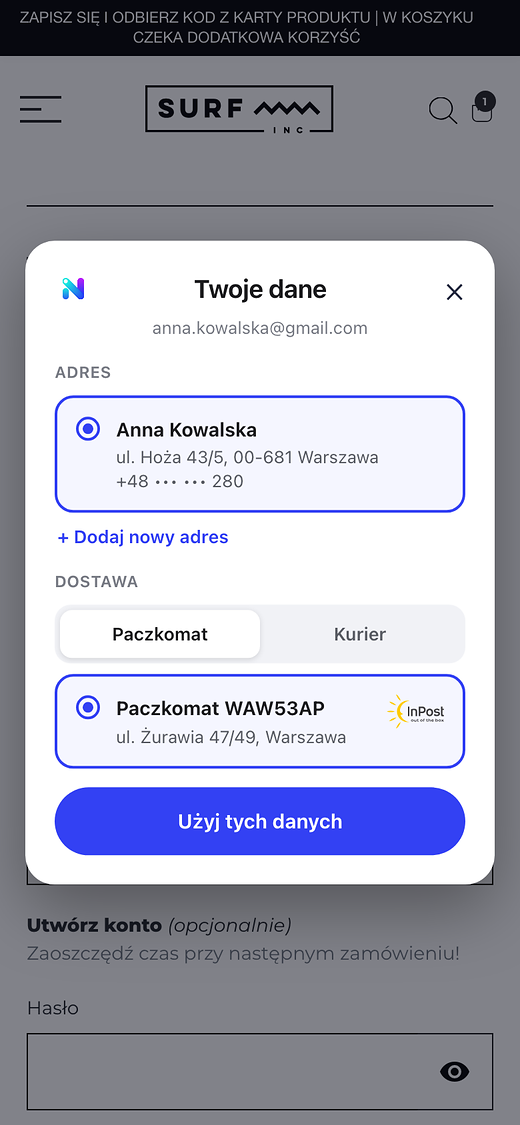 ZAPISZ SIĘ I ODBIERZ KOD Z KARTY PRODUKTU | W KOSZYKU
CZEKA DODATKOWA KORZYŚĆ
SURF
INC
1
Twoje dane
anna.kowalska@gmail.com
ADRES
Anna Kowalska
ul. Hoża 43/5, 00-681 Warszawa
+48 ••• ••• 280
+ Dodaj nowy adres
DOSTAWA
Paczkomat Kurier
Paczkomat WAW53AP
InPost
out of the box
ul. Żurawia 47/49, Warszawa
Użyj tych danych
Utwórz konto (opcjonalnie)
Zaoszczędź czas przy następnym zamówieniu!
Hasło